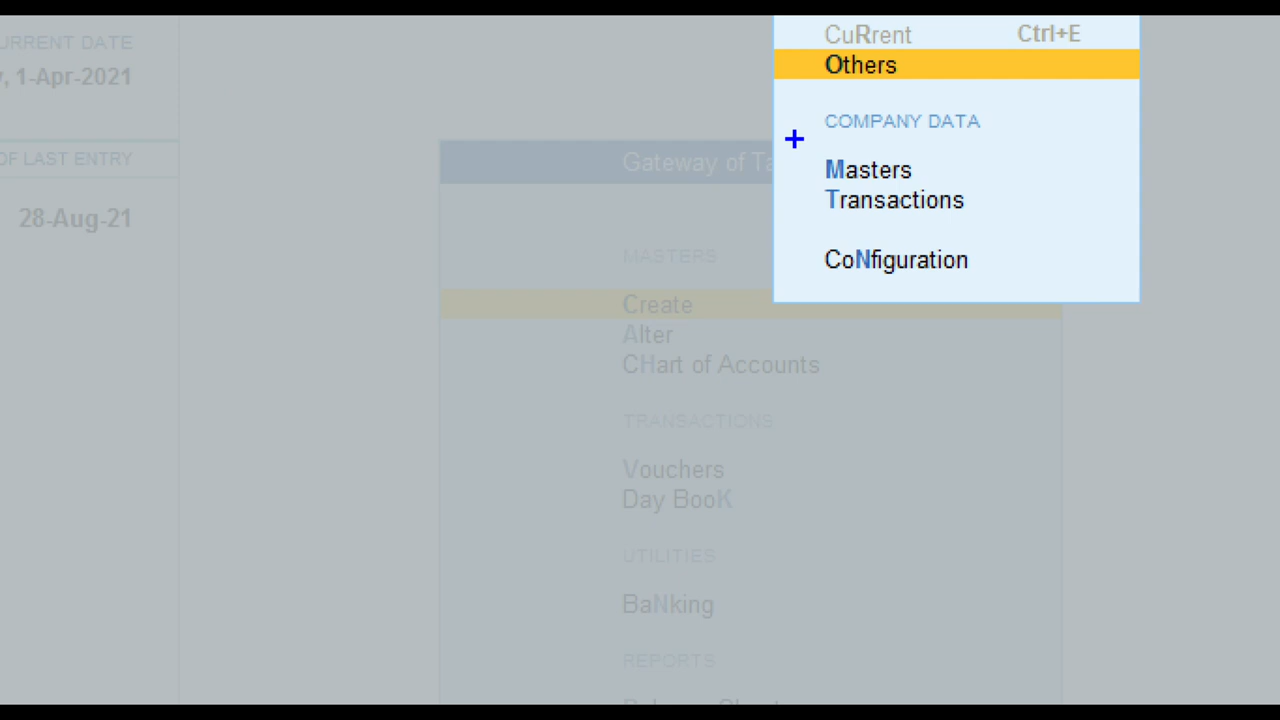 CuRrent Ctrl+E
Others
COMPANY DATA
Masters
Transactions
CoNfiguration
URRENT DATE
, 1-Apr-2021
OF LAST ENTRY
28-Aug-21
Gateway of Ta
MASTERS
Create
Alter
CHart of Accounts
TRANSACTIONS
Vouchers
Day BooK
UTILITIES
BaNking
REPORTS